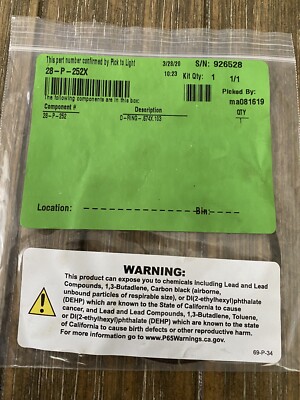 This part number confirmed by Pick to Light 3/26/20 S/N: 926528
28-P-252X 10:23 Kit Qty: 1 1/1
Picked By:
The following components are in this box: ma081619
Component # Description QTY
28-P-252 O-RING-.674X.103
Location: Bin:
WARNING:
This product can expose you to chemicals including Lead and Lead
Compounds, 1,3-Butadiene, Carbon black (airborne,
unbound particles of respirable size), or DI(2-ethylhexyl)phthalate
(DEHP) which are known to the State of California to cause
cancer, and Lead and Lead Compounds, 1,3-Butadiene, Toluene,
or DI(2-ethylhexyl)phthalate (DEHP) which are known to the state
of California to cause birth defects or other reproductive harm.
For more information go to www.P65Warnings.ca.gov.
69-P-34